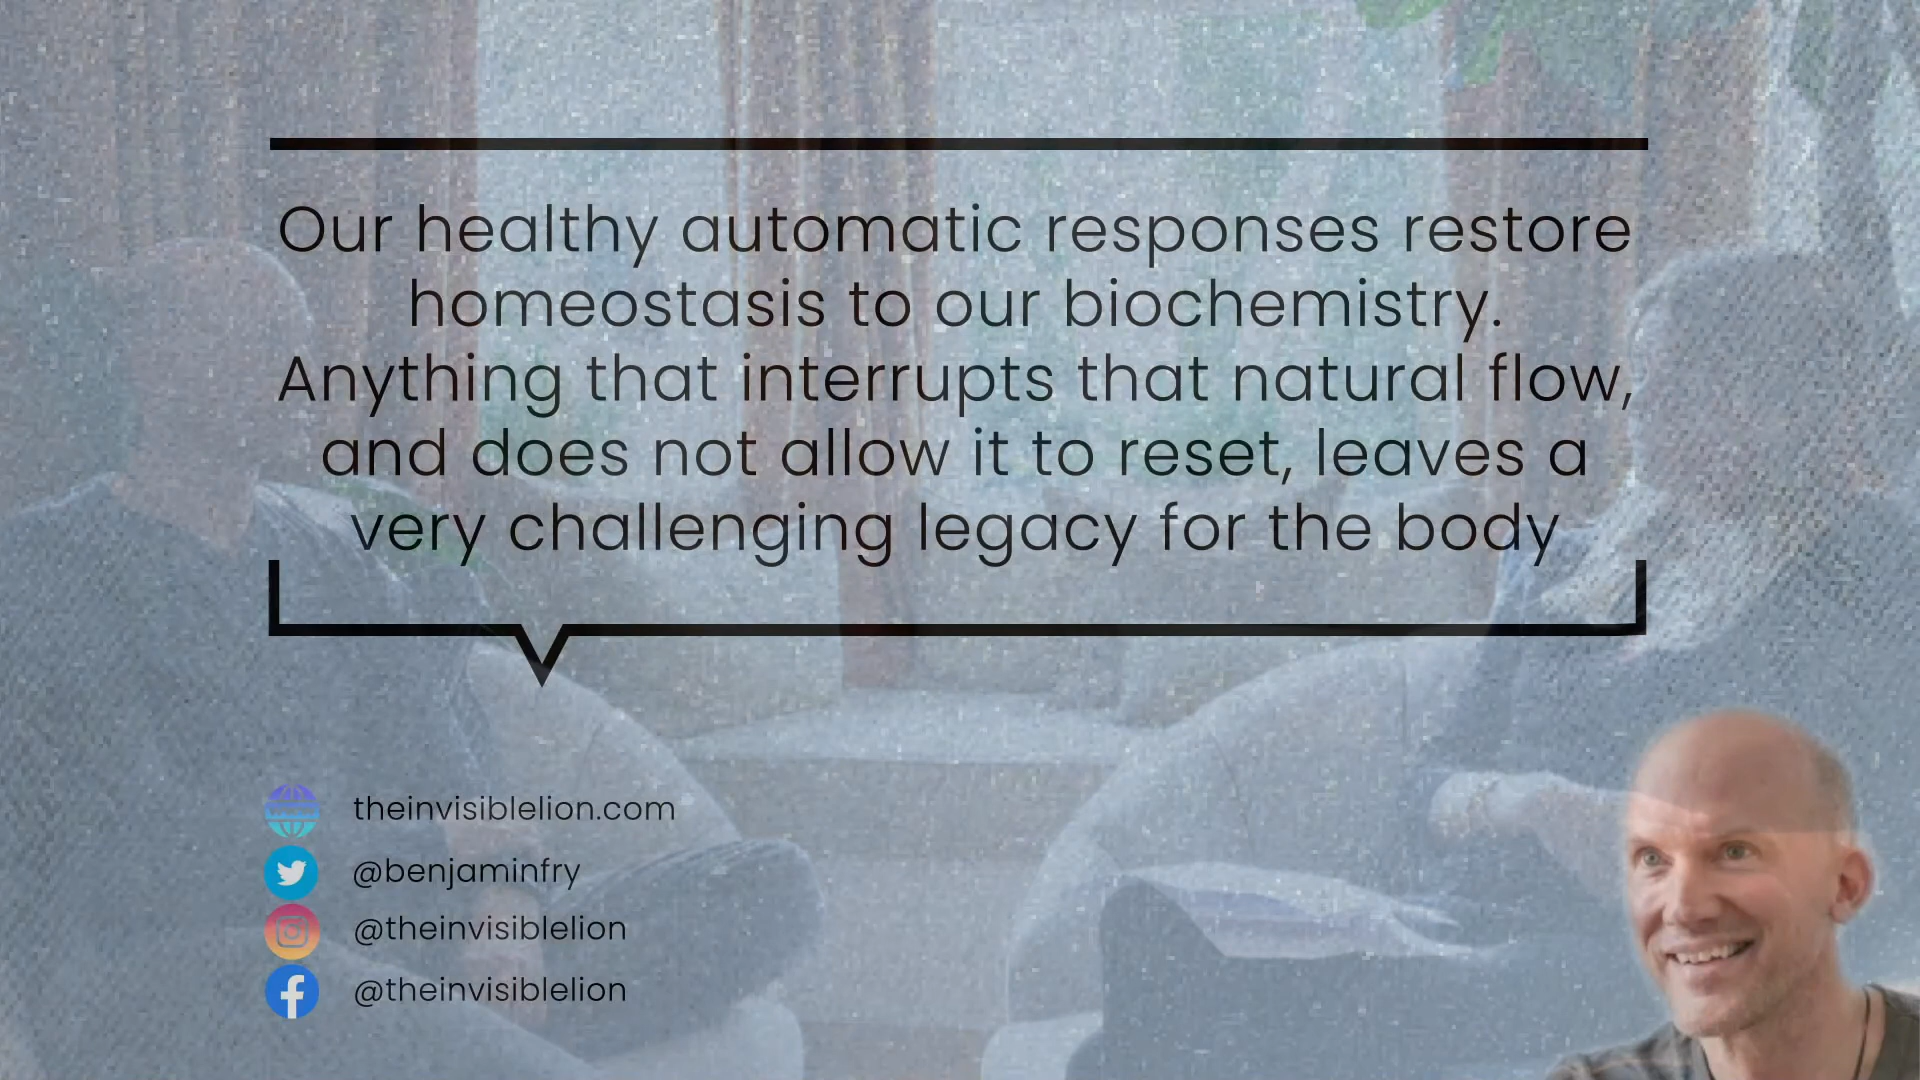 Our healthy automatic responses restore
homeostasis to our biochemistry.
Anything that interrupts that natural flow,
and does not allow it to reset, leaves a
very challenging legacy for the body
theinvisiblelion.com
@benjaminfry
@theinvisiblelion
@theinvisiblelion